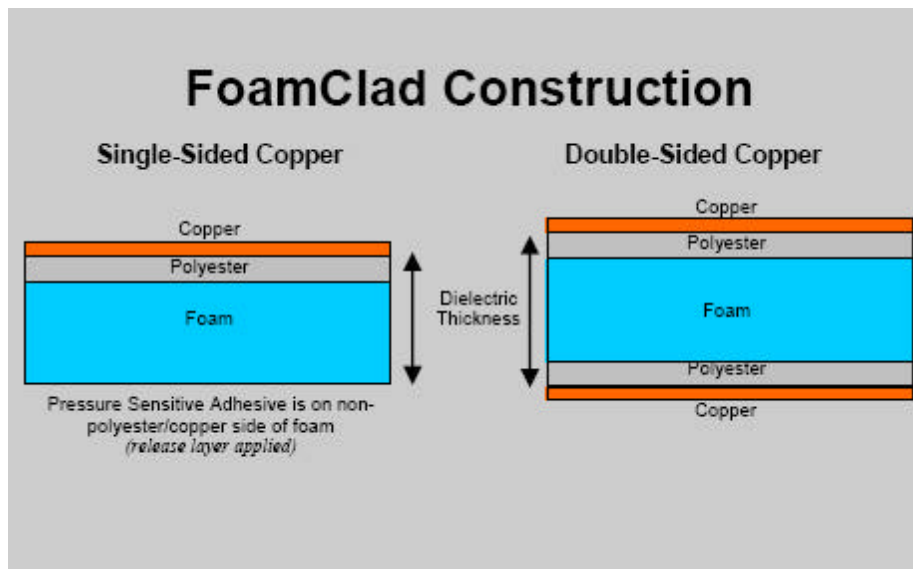 FoamClad Construction
Single-Sided Copper
Double-Sided Copper
Copper
Polyester
Foam
Pressure Sensitive Adhesive is on non-
polyester/copper side of foam
(release layer applied)
Dielectric
Thickness
Copper
Polyester
Foam
Polyester
Copper